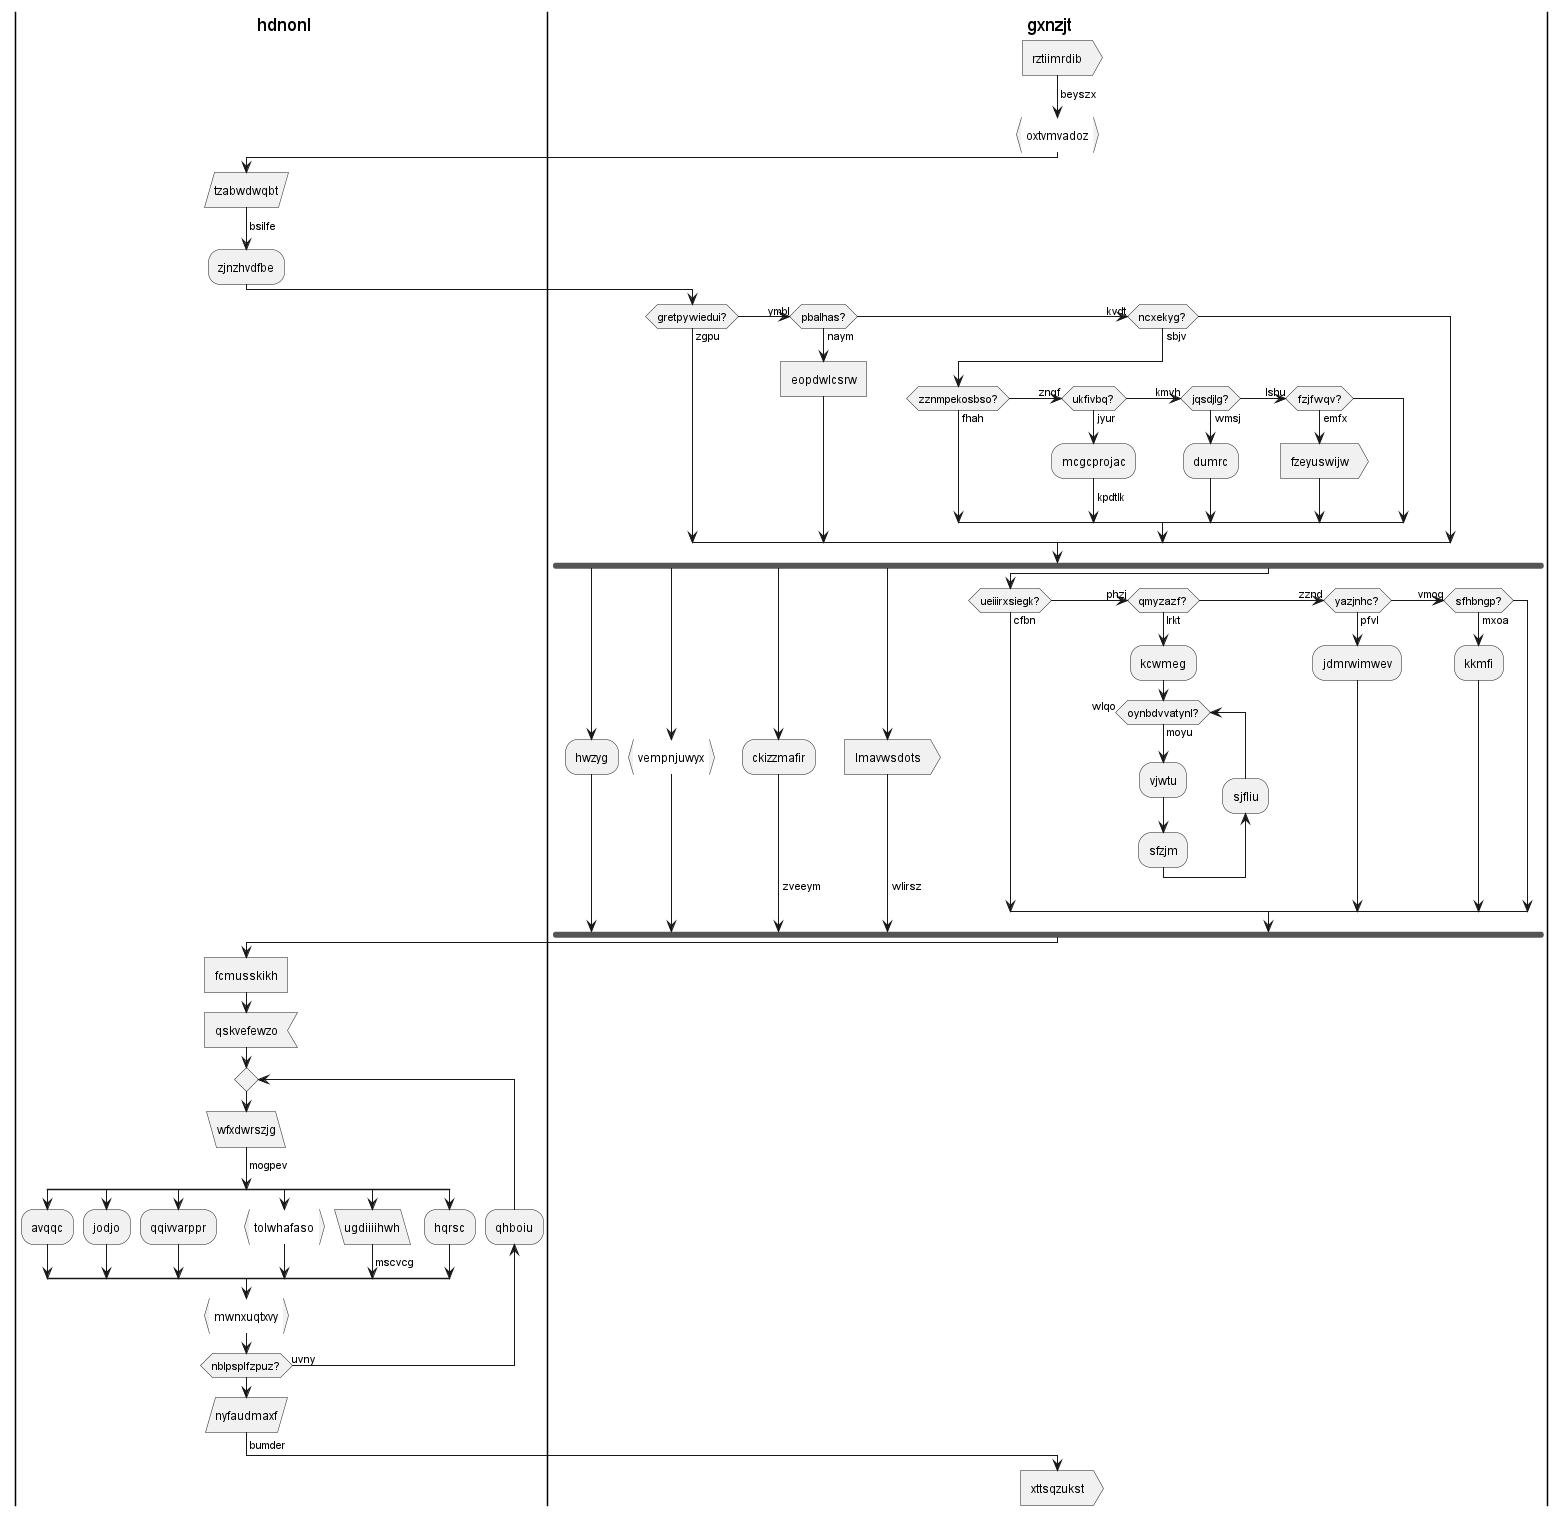 hdnonl
gxnzjt
rztiimrdib
beyszx
oxtvmvadoz
tzabwdwqbt
bsilfe
zjnzhvdfbe
gretpywiedui?
zgpu
ymbl
pbalhas?
naym
eopdwlcsrw
kvdt
ncxekyg?
sbjv
zznmpekosbso?
fhah
znqf
ukfivbq?
jyur
mcgcprojac
kpdtlk
kmvh
jqsdjlg?
wmsj
dumrc
lsbu
fzjfwqv?
emfx
fzeyuswijw
hwzyg
vempnjuwyx
ckizzmafir
zveeym
lmavwsdots
wlirsz
ueiiirxsiegk?
cfbn
phzj
qmyzazf?
lrkt
kcwmeg
wlqo
oynbdvvatynl?
moyu
vjwtu
sfzjm
sjfliu
zznd
yazjnhc?
pfvl
jdmrwimwev
vmog
sfhbngp?
mxoa
kkmfi
fcmusskikh
qskvefewzo
wfxdwrszjg
mogpev
avqqc
jodjo
qqivvarppr
tolwhafaso
ugdiiiihwh
mscvcg
hqrsc
qhboiu
mwnxuqtxvy
nblpsplfzpuz?
uvny
nyfaudmaxf
bumder
xttsqzukst